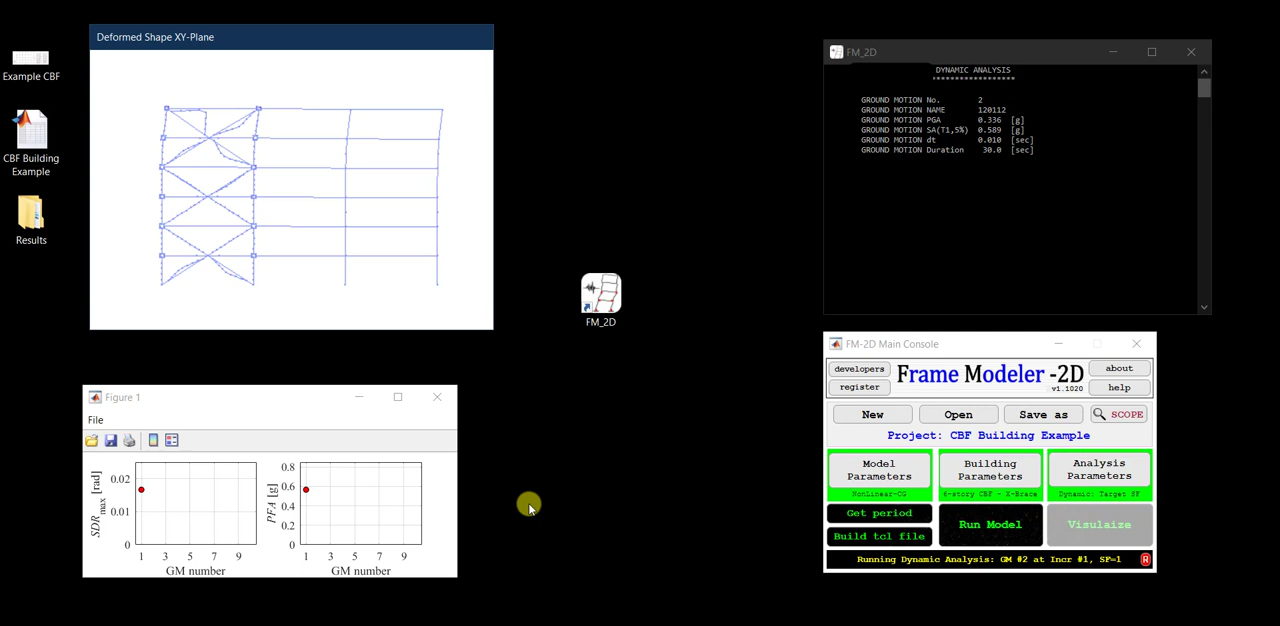 Example CBF
CBF Building
Example
Results
Deformed Shape XY-Plane
FM_2D
FM_2D
DYNAMIC ANALYSIS
******************
GROUND MOTION No. 2
GROUND MOTION NAME 120112
GROUND MOTION PGA 0.336 [g]
GROUND MOTION SA(T1,5%) 0.589 [g]
GROUND MOTION dt 0.010 [sec]
GROUND MOTION Duration 30.0 [sec]
Figure 1
File
SDRmax [rad]
0.02
0.01
0
1 3 5 7 9
GM number
PFA [g]
0.8
0.6
0.4
0.2
0
1 3 5 7 9
GM number
FM-2D Main Console
developers
register
Frame Modeler -2D
v1.1020
about
help
New Open Save as SCOPE
Project: CBF Building Example
Model
Parameters
Nonlinear-CG
Building
Parameters
6-story CBF - X-Brace
Analysis
Parameters
Dynamic: Target SF
Get period
Build tcl file
Run Model
Visulaize
Running Dynamic Analysis: GM #2 at Incr #1, SF=1
R